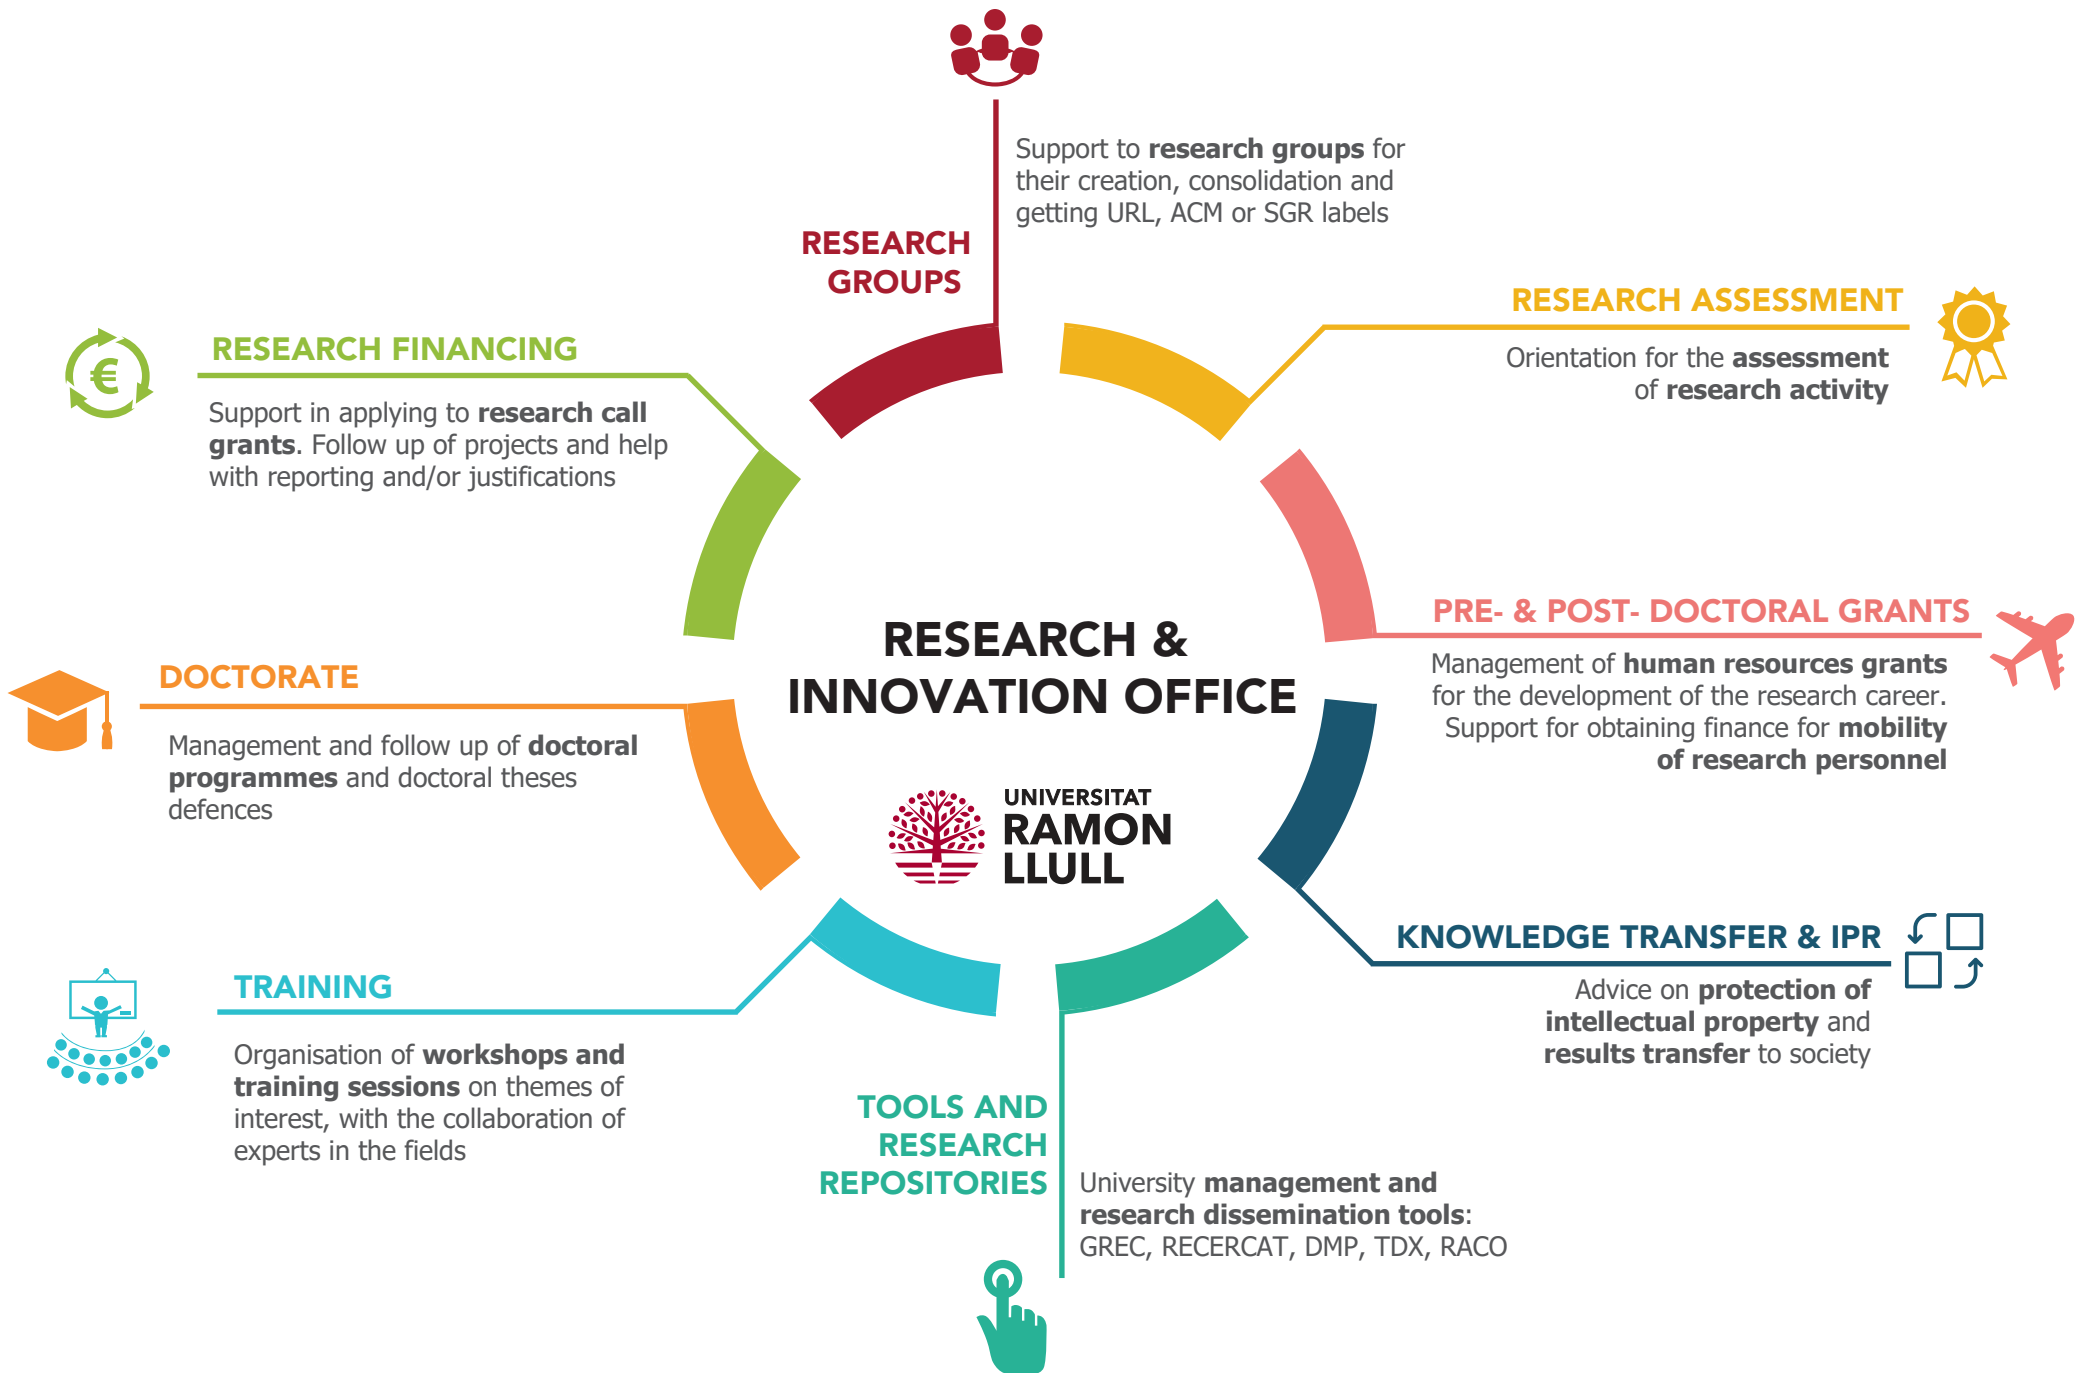 Support to research groups for
their creation, consolidation and
getting URL, ACM or SGR labels
RESEARCH
GROUPS
RESEARCH ASSESSMENT
Orientation for the assessment
of research activity
RESEARCH FINANCING
€
Support in applying to research call
grants. Follow up of projects and help
with reporting and/or justifications
PRE- & POST- DOCTORAL GRANTS
Management of human resources grants
for the development of the research career.
Support for obtaining finance for mobility
of research personnel
RESEARCH &
INNOVATION OFFICE
UNIVERSITAT
RAMON
LLULL
DOCTORATE
Management and follow up of doctoral
programmes and doctoral theses
defences
KNOWLEDGE TRANSFER & IPR
Advice on protection of
intellectual property and
results transfer to society
TRAINING
Organisation of workshops and
training sessions on themes of
interest, with the collaboration of
experts in the fields
TOOLS AND
RESEARCH
REPOSITORIES
University management and
research dissemination tools:
GREC, RECERCAT, DMP, TDX, RACO